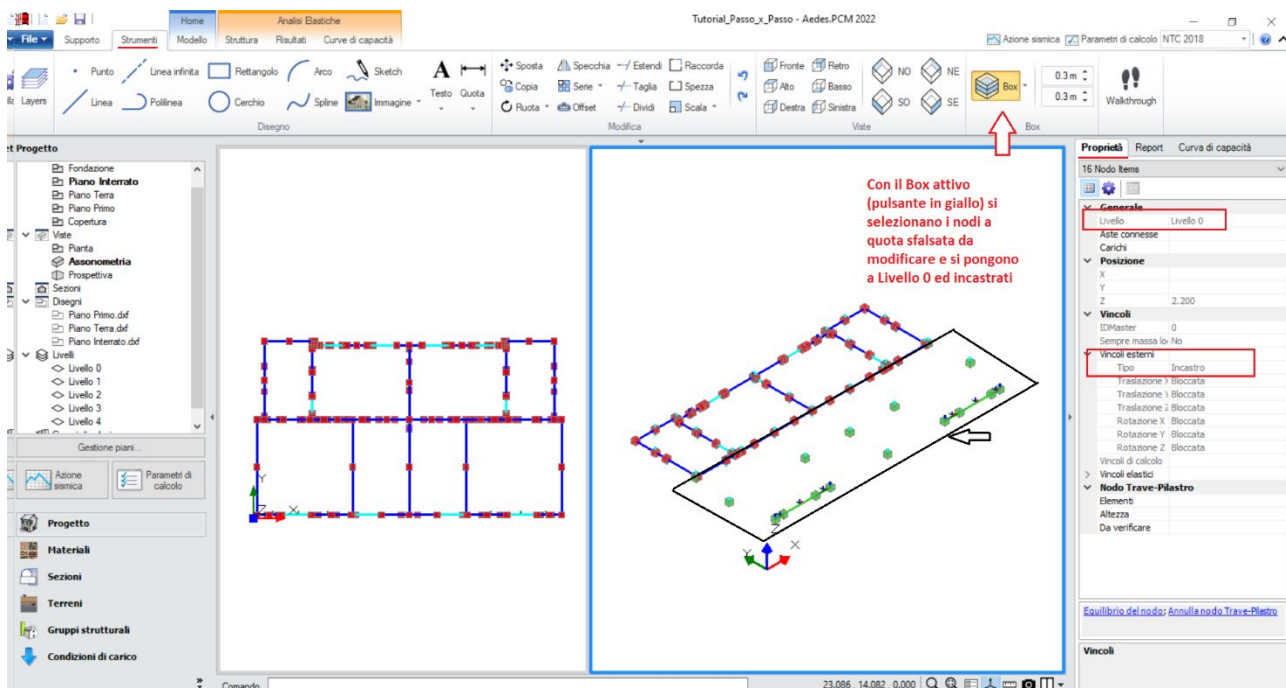 Home
Analisi Elastiche
Tutorial_Passo_x_Passo - Aedes.PCM 2022
File
Supporto
Strumenti
Modello
Struttura
Risultati
Curve di capacità
Azione sismica
Parametri di calcolo
NTC 2018
Layers
Punto
Linea infinita
Rettangolo
Arco
Sketch
Linea
Polilinea
Cerchio
Spline
Immagine
Testo
Quota
Disegno
Sposta
Specchia
Estendi
Raccorda
Copia
Serie
Taglia
Spezza
Ruota
Offset
Dividi
Scala
Modifica
Fronte
Retro
Alto
Basso
Destra
Sinistra
NO
NE
SO
SE
Viste
Box
0.3 m
0.3 m
Box
Walkthrough
t Progetto
Fondazione
Piano Interrato
Piano Terra
Piano Primo
Copertura
Viste
Pianta
Assonometria
Prospettiva
Sezioni
Disegni
Piano Primo.dxf
Piano Terra.dxf
Piano Interrato.dxf
Livelli
Livello 0
Livello 1
Livello 2
Livello 3
Livello 4
Gestione piani...
Azione
sismica
Parametri di
calcolo
Progetto
Materiali
Sezioni
Terreni
Gruppi strutturali
Condizioni di carico
Y
Z
X
Con il Box attivo
(pulsante in giallo) si
selezionano i nodi a
quota sfalsata da
modificare e si pongono
a Livello 0 ed incastrati
Z
Y
X
Proprietà
Report
Curva di capacità
16 Nodo Items
Generale
Livello Livello 0
Aste connesse
Carichi
Posizione
X
Y
Z 2.200
Vincoli
IDMaster 0
Sempre massa lo No
Vincoli esterni
Tipo Incastro
Traslazione X Bloccata
Traslazione Y Bloccata
Traslazione Z Bloccata
Rotazione X Bloccata
Rotazione Y Bloccata
Rotazione Z Bloccata
Vincoli di calcolo
Vincoli elastici
Nodo Trave-Pilastro
Elementi
Altezza
Da verificare
Equilibrio del nodo; Annulla nodo Trave-Pilastro
Vincoli
Comando
23.086 14.082 0.000